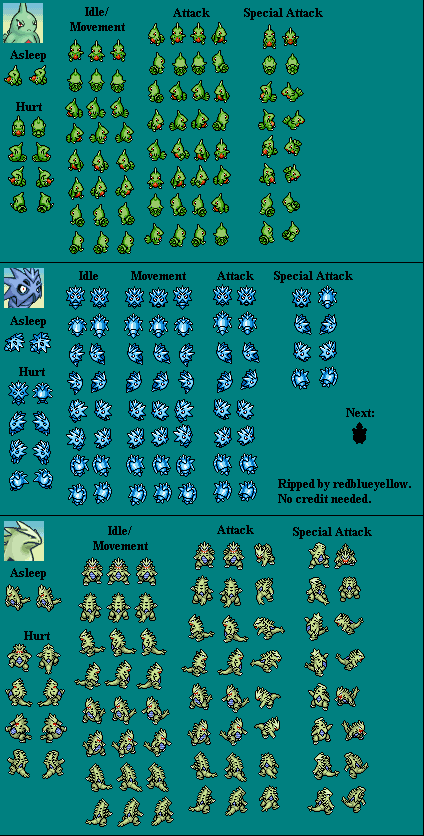 Idle/
Movement
Attack
Special Attack
Asleep
Hurt
Idle
Movement
Attack
Special Attack
Asleep
Hurt
Next:
Ripped by redblueyellow.
No credit needed.
Idle/
Movement
Attack
Special Attack
Asleep
Hurt